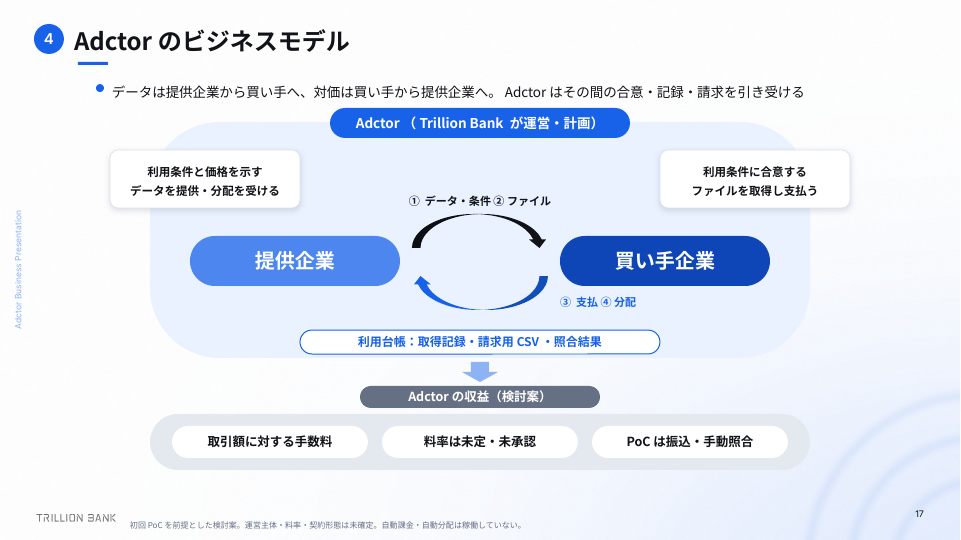 4
Adctor のビジネスモデル
データは提供企業から買い手へ、対価は買い手から提供企業へ。 Adctor はその間の合意・記録・請求を引き受ける
Adctor （ Trillion Bank が運営・計画）
利用条件と価格を示す
データを提供・分配を受ける
利用条件に合意する
ファイルを取得し支払う
① データ・条件 ② ファイル
提供企業
買い手企業
③ 支払 ④ 分配
利用台帳：取得記録・請求用 CSV ・照合結果
Adctor の収益（検討案）
取引額に対する手数料
料率は未定・未承認
PoC は振込・手動照合
Adctor Business Presentation
TRILLION BANK
初回 PoC を前提とした検討案。運営主体・料率・契約形態は未確定。自動課金・自動分配は稼働していない。
17